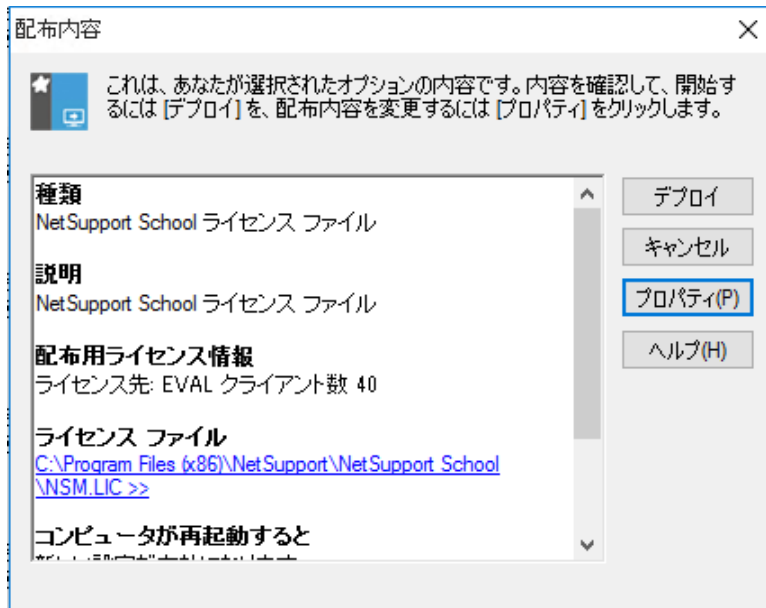 配布内容
これは、あなたが選択されたオプションの内容です。内容を確認して、開始す
るには [デプロイ] を、配布内容を変更するには [プロパティ] をクリックします。
種類
NetSupport School ライセンス ファイル
説明
NetSupport School ライセンス ファイル
配布用ライセンス情報
ライセンス先: EVAL クライアント数 40
ライセンス ファイル
C:\Program Files (x86)\NetSupport\NetSupport School
\NSM.LIC >>
コンピュータが再起動すると
デプロイ
キャンセル
プロパティ(P)
ヘルプ(H)